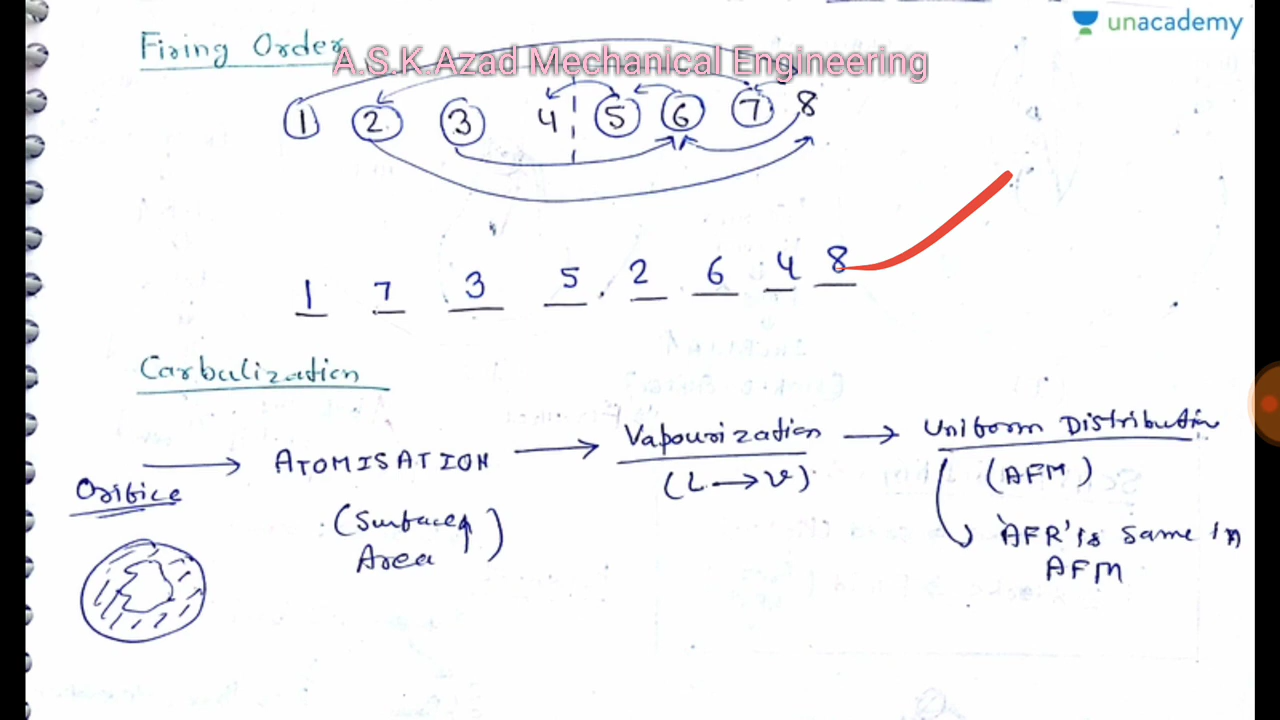 unacademy
Firing Order
A.S.K.Azad Mechanical Engineering
1 2 3 4 5 6 7 8
1 7 3 5 2 6 4 8
Carbulization
Orifice → ATOMISATION → Vapourization → Uniform Distribution
(Surface↑ Area) (L → V) (AFM)
AFR is same in
AFM